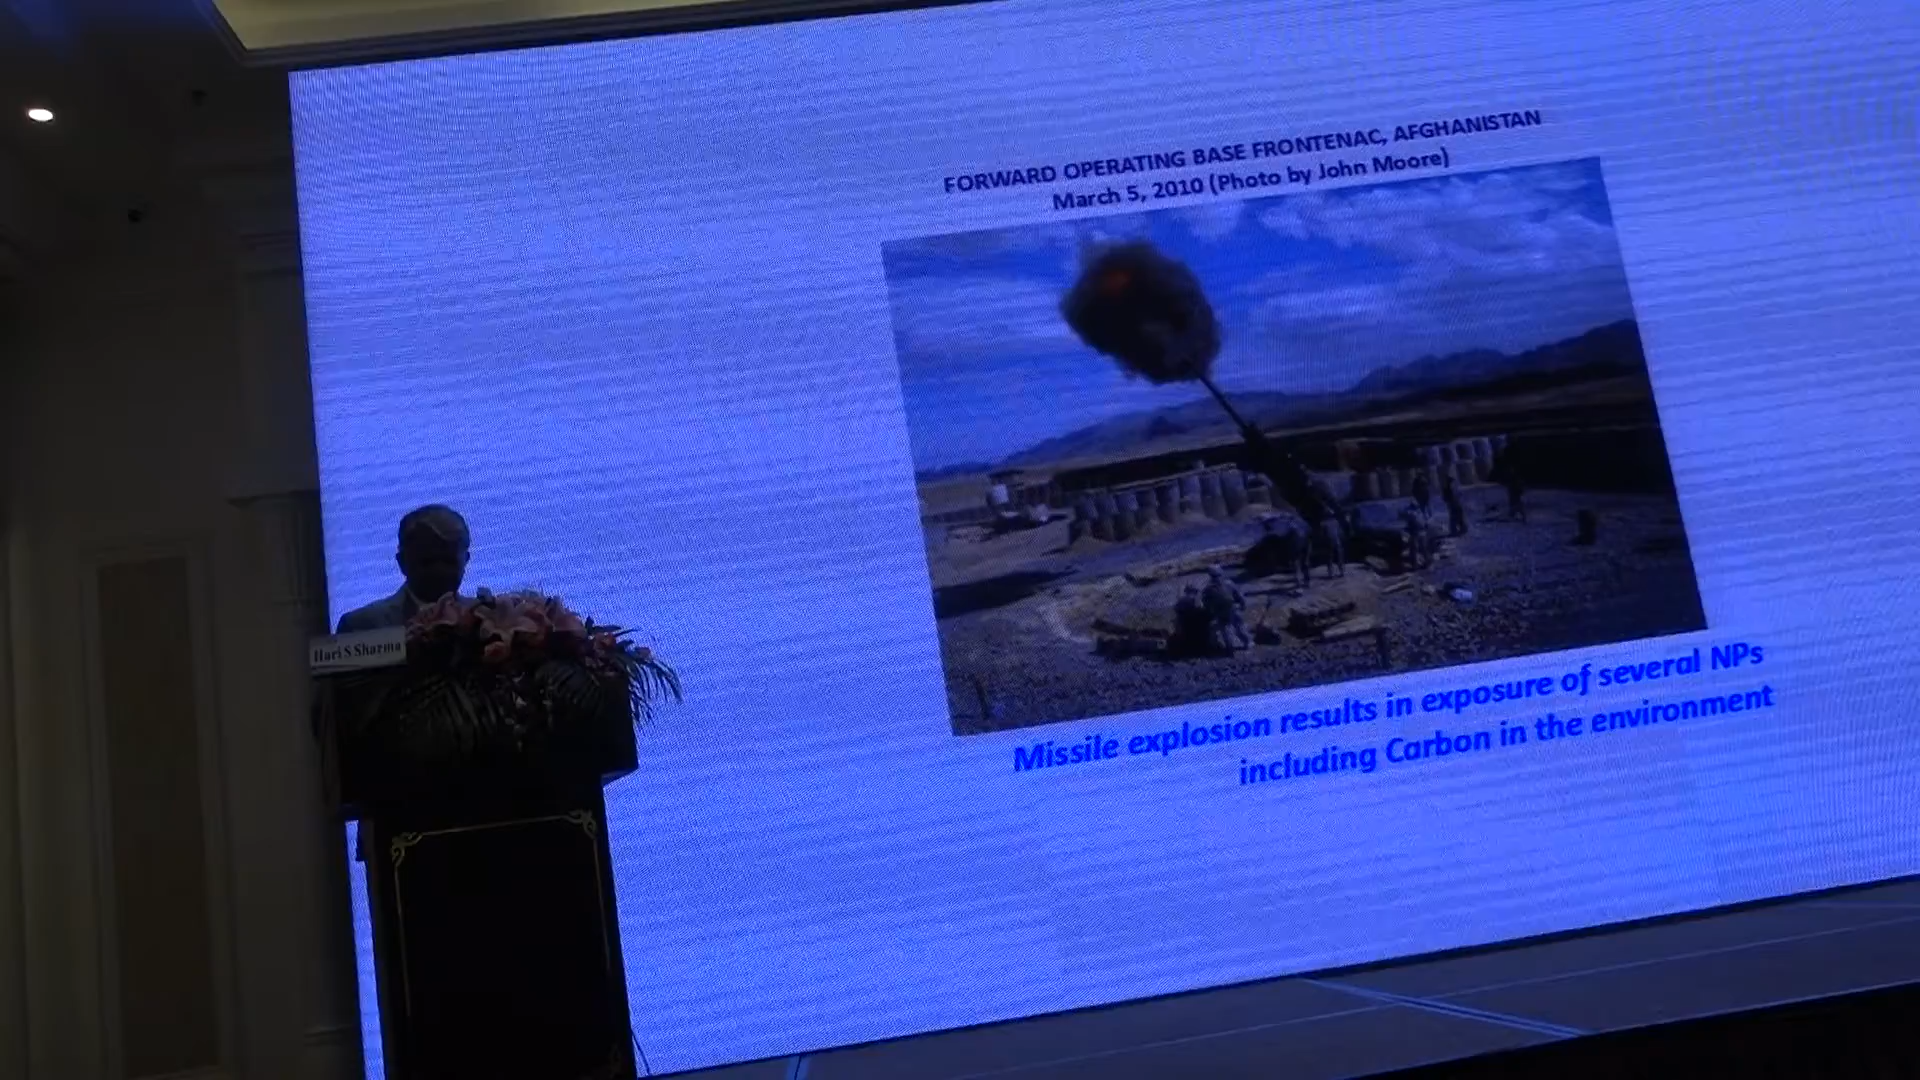 FORWARD OPERATING BASE FRONTENAC, AFGHANISTAN
March 5, 2010 (Photo by John Moore)
Missile explosion results in exposure of several NPs
including Carbon in the environment
Hari S Sharma